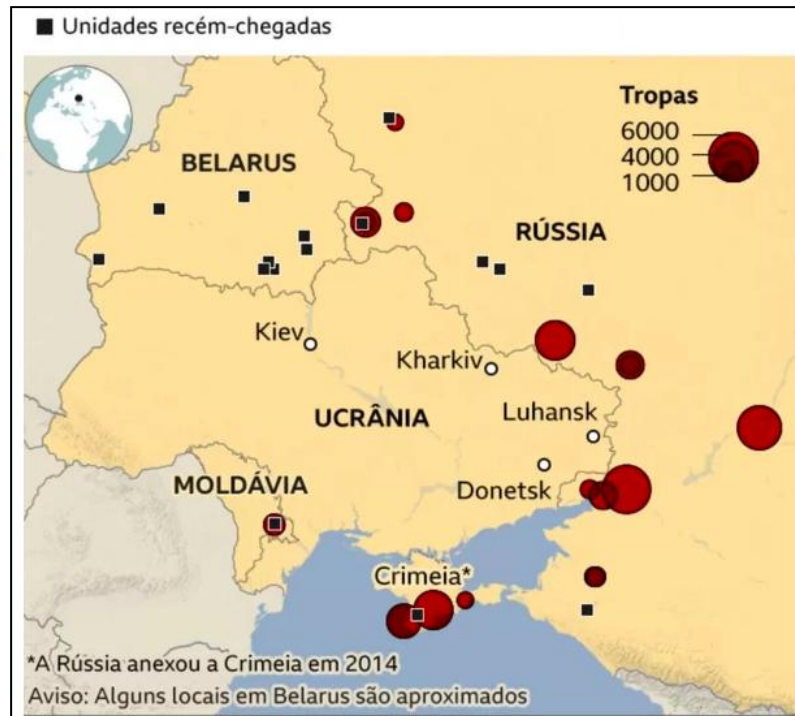 Unidades recém-chegadas
Tropas
6000
4000
1000
BELARUS
RÚSSIA
Kiev
Kharkiv
UCRÂNIA
Luhansk
MOLDÁVIA
Donetsk
Crimeia*
*A Rússia anexou a Crimeia em 2014
Aviso: Alguns locais em Belarus são aproximados